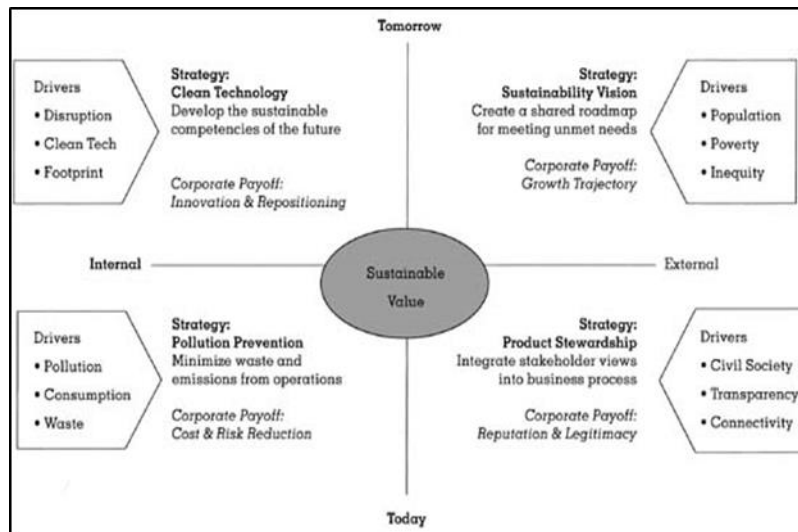 Tomorrow
Drivers
• Disruption
• Clean Tech
• Footprint
Strategy:
Clean Technology
Develop the sustainable
competencies of the future
Corporate Payoff:
Innovation & Repositioning
Strategy:
Sustainability Vision
Create a shared roadmap
for meeting unmet needs
Corporate Payoff:
Growth Trajectory
Drivers
• Population
• Poverty
• Inequity
Internal
Sustainable
Value
External
Drivers
• Pollution
• Consumption
• Waste
Strategy:
Pollution Prevention
Minimize waste and
emissions from operations
Corporate Payoff:
Cost & Risk Reduction
Strategy:
Product Stewardship
Integrate stakeholder views
into business process
Corporate Payoff:
Reputation & Legitimacy
Drivers
• Civil Society
• Transparency
• Connectivity
Today